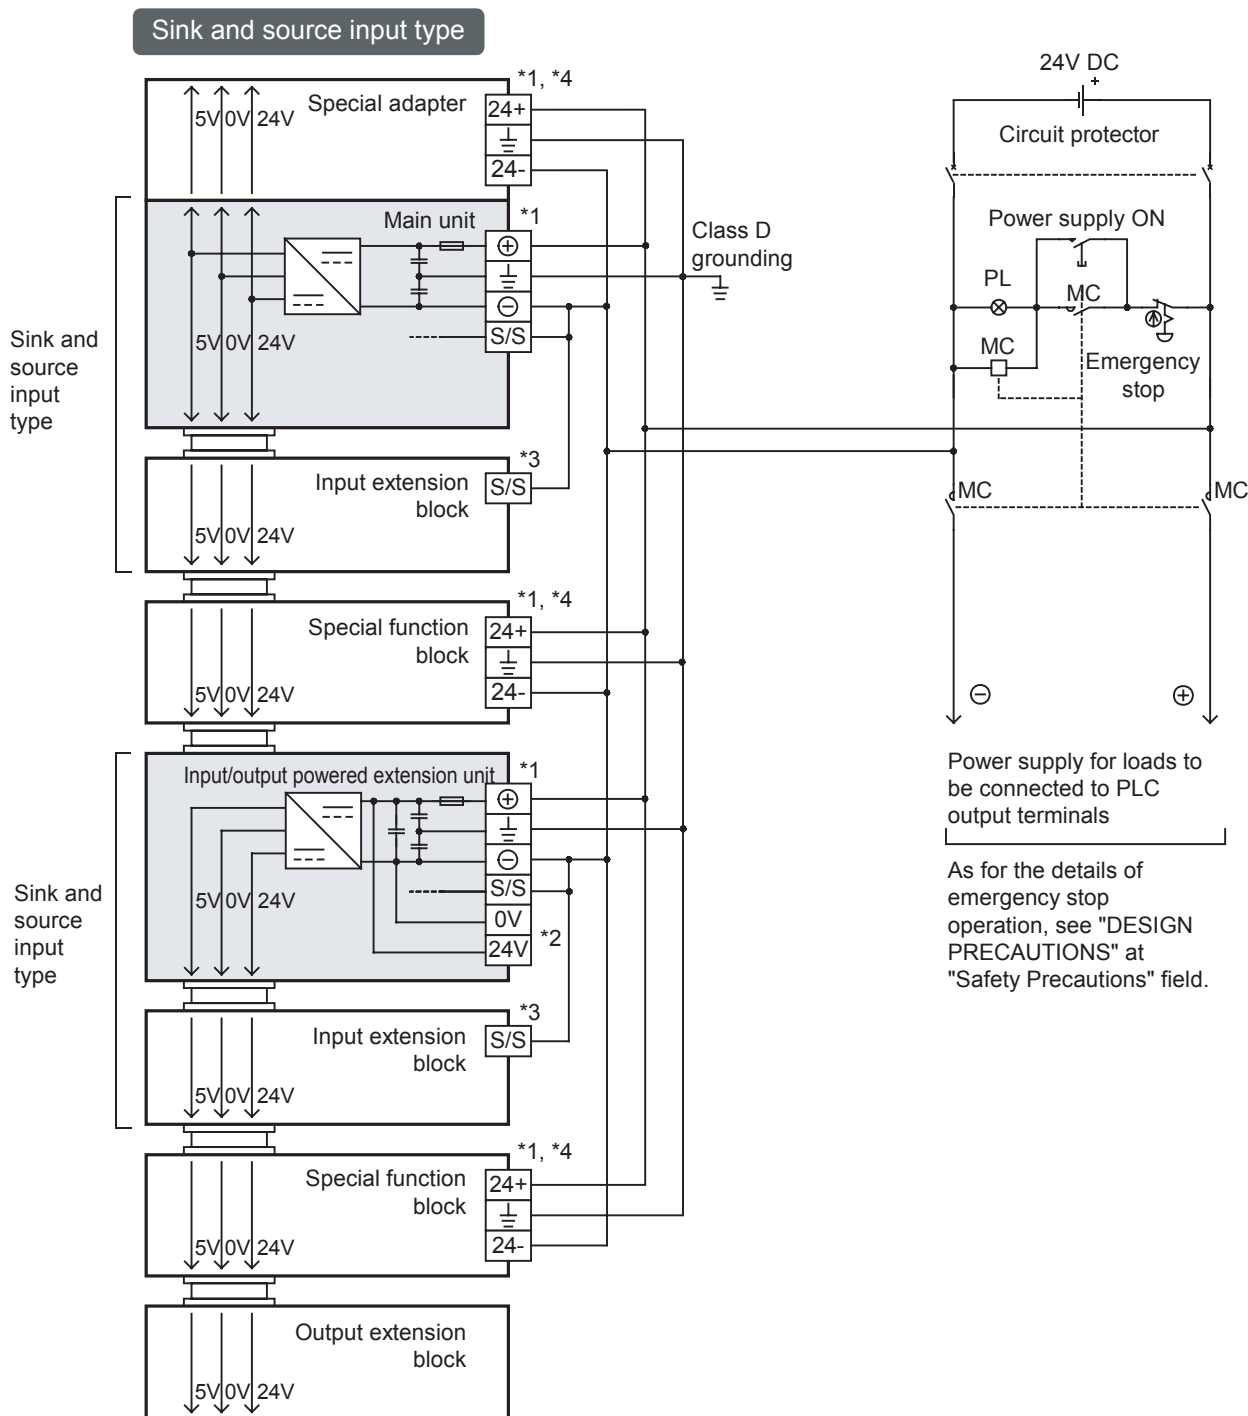 Sink and source input type
*1, *4
Special adapter
5V 0V 24V
24+
24-
Main unit
*1
Class D
grounding
S/S
5V 0V 24V
Sink and
source
input
type
*3
Input extension
block
S/S
5V 0V 24V
*1, *4
Special function
block
24+
24-
5V 0V 24V
Input/output powered extension unit
*1
S/S
0V
24V
*2
5V 0V 24V
Sink and
source
input
type
*3
Input extension
block
S/S
5V 0V 24V
*1, *4
Special function
block
24+
24-
5V 0V 24V
Output extension
block
5V 0V 24V
24V DC
+
Circuit protector
Power supply ON
PL
MC
MC
Emergency
stop
MC
MC
Power supply for loads to
be connected to PLC
output terminals
As for the details of
emergency stop
operation, see "DESIGN
PRECAUTIONS" at
"Safety Precautions" field.